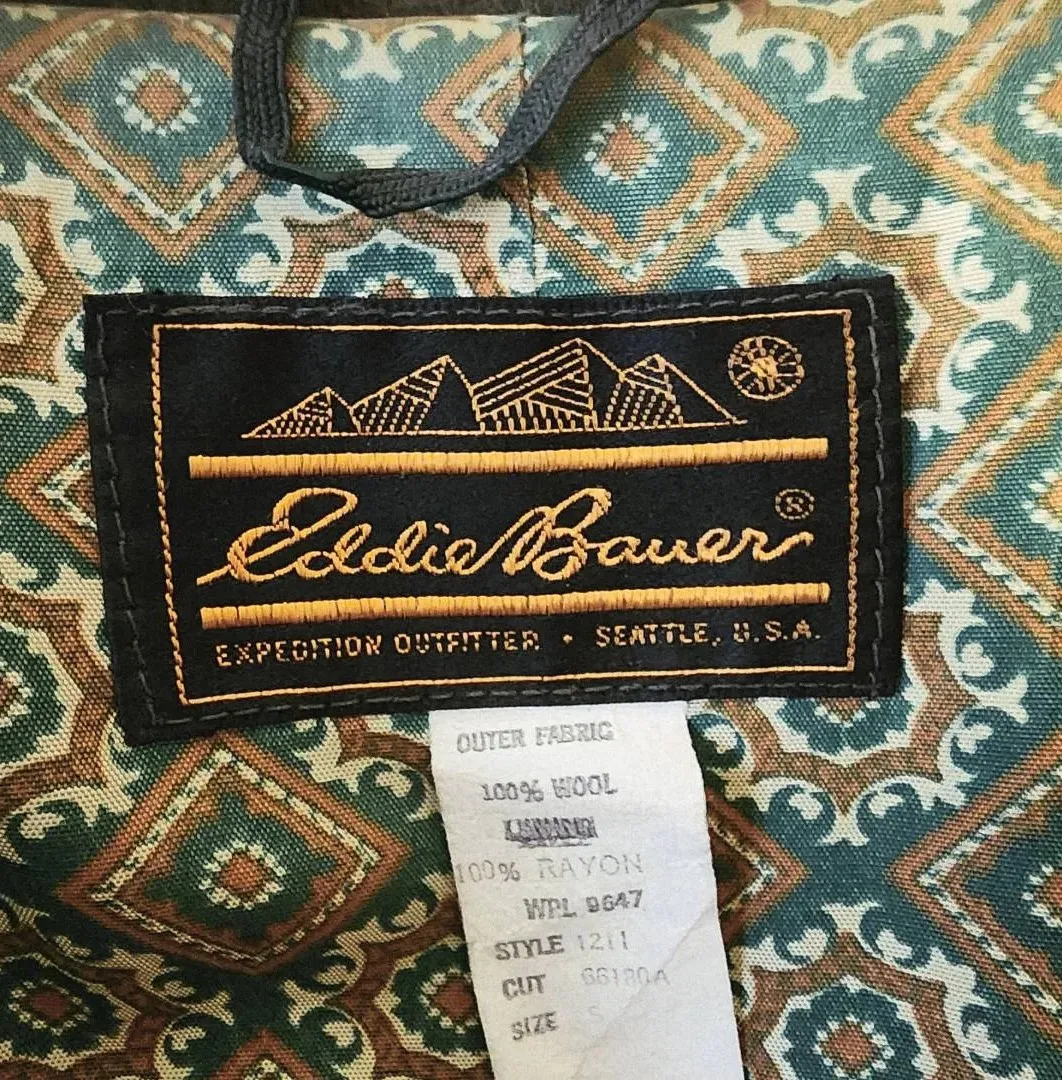 Eddie Bauer ®
EXPEDITION OUTFITTER • SEATTLE, U.S.A.
OUTER FABRIC
100% WOOL
100% RAYON
WPL 9647
STYLE 1211
CUT 66180A
SIZE S